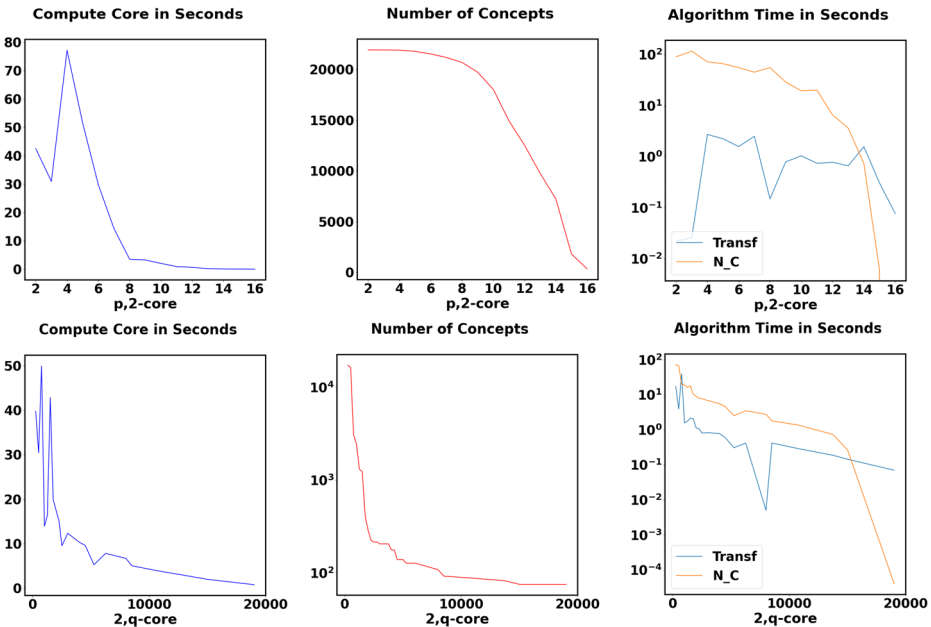 Compute Core in Seconds
80
70
60
50
40
30
20
10
0
2 4 6 8 10 12 14 16
p,2-core
Number of Concepts
20000
15000
10000
5000
0
2 4 6 8 10 12 14 16
p,2-core
Algorithm Time in Seconds
10²
10¹
10⁰
10⁻¹
10⁻²
Transf
N_C
2 4 6 8 10 12 14 16
p,2-core
Compute Core in Seconds
50
40
30
20
10
0
0 10000 20000
2,q-core
Number of Concepts
10⁴
10³
10²
0 10000 20000
2,q-core
Algorithm Time in Seconds
10²
10¹
10⁰
10⁻¹
10⁻²
10⁻³
10⁻⁴
Transf
N_C
0 10000 20000
2,q-core